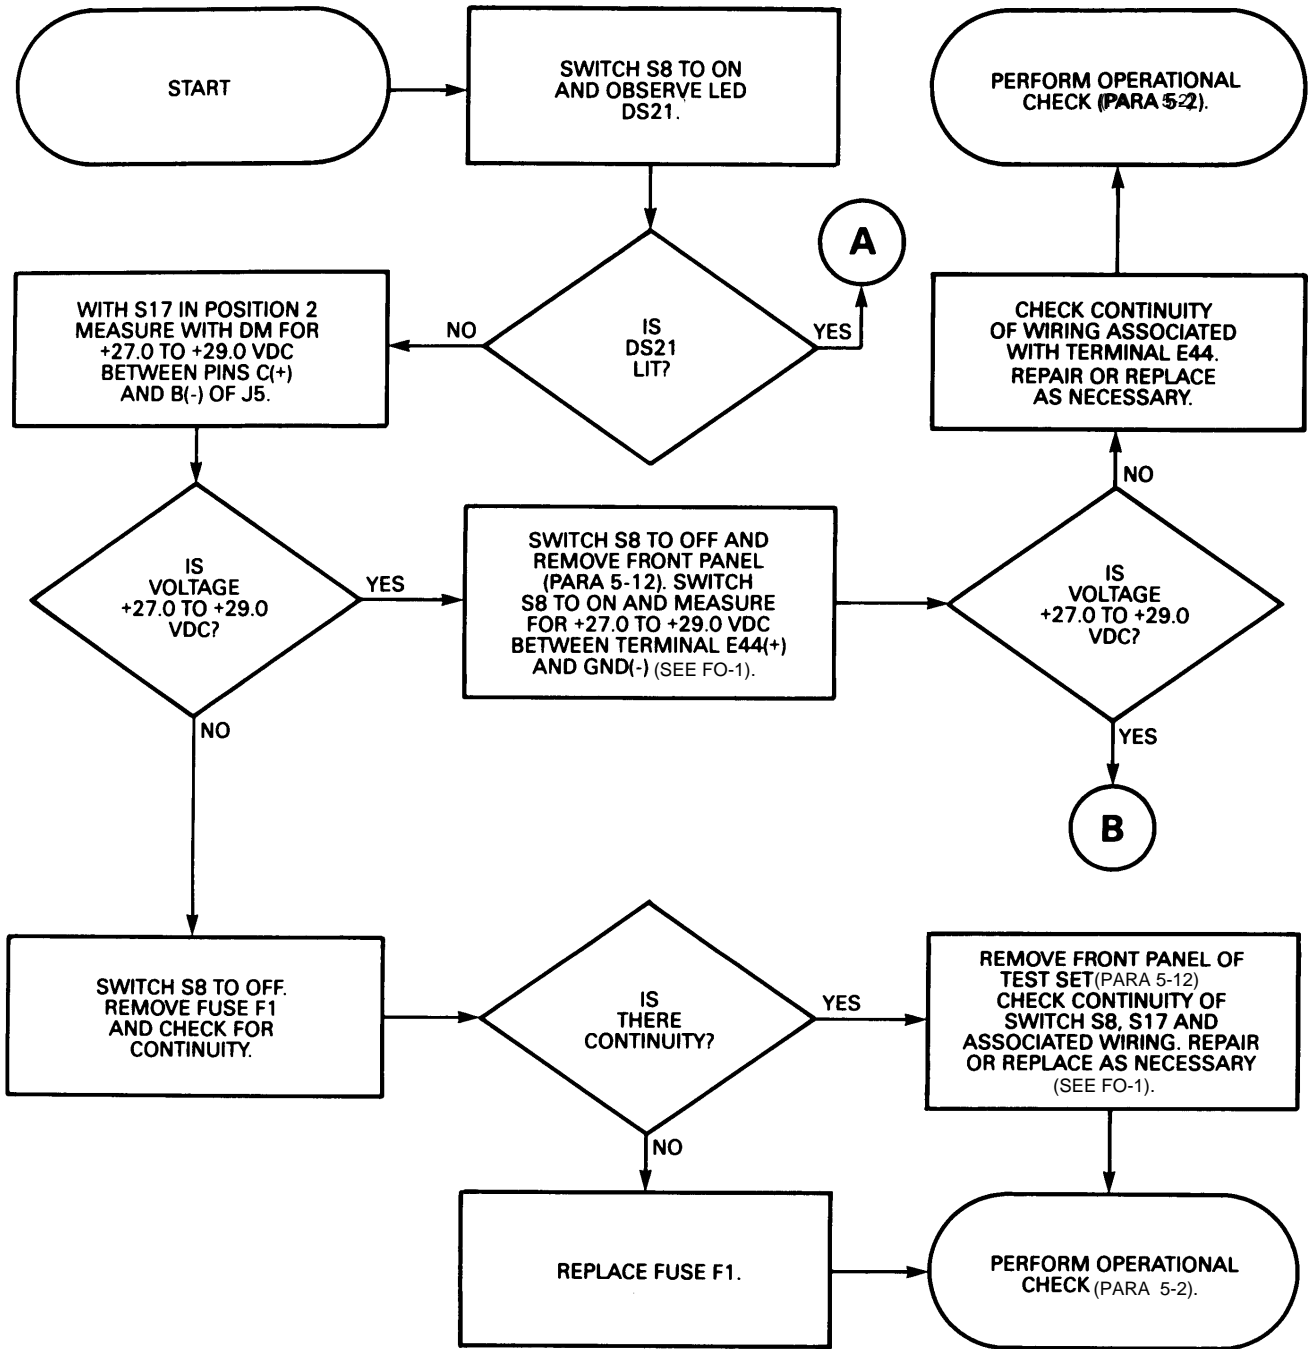 START
SWITCH S8 TO ON
AND OBSERVE LED
DS21.
PERFORM OPERATIONAL
CHECK (PARA 5-2).
A
WITH S17 IN POSITION 2
MEASURE WITH DM FOR
+27.0 TO +29.0 VDC
BETWEEN PINS C(+)
AND B(-) OF J5.
NO
IS
DS21
LIT?
YES
CHECK CONTINUITY
OF WIRING ASSOCIATED
WITH TERMINAL E44.
REPAIR OR REPLACE
AS NECESSARY.
NO
IS
VOLTAGE
+27.0 TO +29.0
VDC?
YES
SWITCH S8 TO OFF AND
REMOVE FRONT PANEL
(PARA 5-12). SWITCH
S8 TO ON AND MEASURE
FOR +27.0 TO +29.0 VDC
BETWEEN TERMINAL E44(+)
AND GND(-) (SEE FO-1).
IS
VOLTAGE
+27.0 TO +29.0
VDC?
NO
YES
B
SWITCH S8 TO OFF.
REMOVE FUSE F1
AND CHECK FOR
CONTINUITY.
IS
THERE
CONTINUITY?
YES
REMOVE FRONT PANEL OF
TEST SET(PARA 5-12)
CHECK CONTINUITY OF
SWITCH S8, S17 AND
ASSOCIATED WIRING. REPAIR
OR REPLACE AS NECESSARY
(SEE FO-1).
NO
REPLACE FUSE F1.
PERFORM OPERATIONAL
CHECK (PARA 5-2).